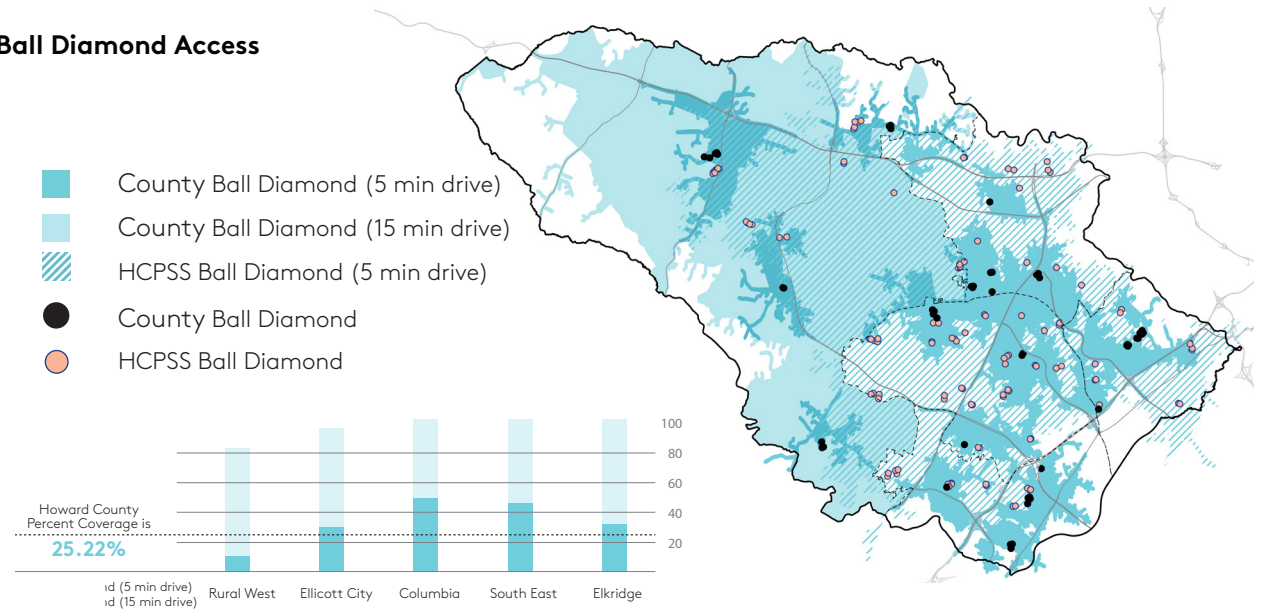 Ball Diamond Access
County Ball Diamond (5 min drive)
County Ball Diamond (15 min drive)
HCPSS Ball Diamond (5 min drive)
County Ball Diamond
HCPSS Ball Diamond
100
80
60
40
20
Howard County
Percent Coverage is
25.22%
(5 min drive)
(15 min drive)
Rural West
Ellicott City
Columbia
South East
Elkridge